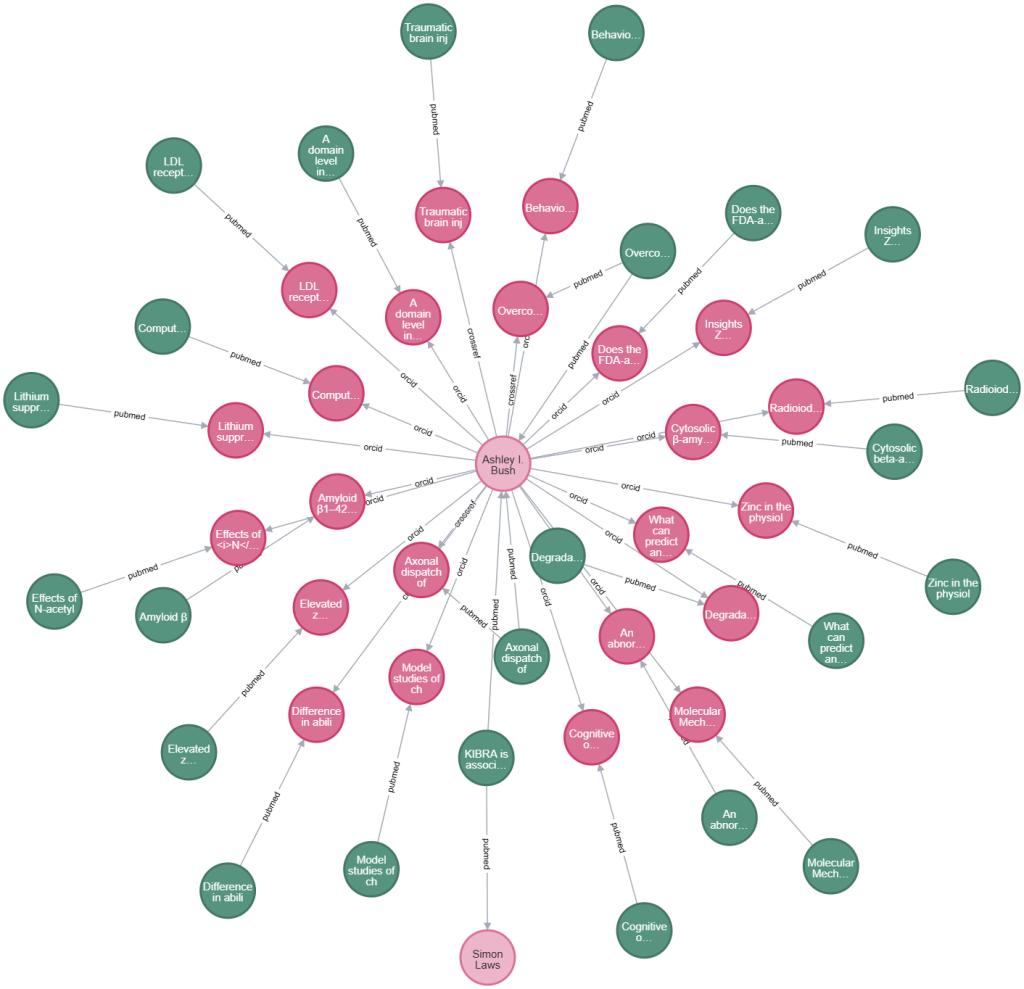 Traumatic
brain inj
Behavio...
pubmed
pubmed
A
domain
level
in...
LDL
recept...
Does the
FDA-a...
Insights
Z...
Traumatic
brain inj
Behavio...
Overco...
pubmed
pubmed
pubmed
pubmed
pubmed
LDL
recept...
A
domain
level
in...
Overco...
Insights
Z...
Comput...
pubmed
crossref
orc
pubmed
Does the
FDA-a...
orcid
orcid
crossref
orcid
orcid
Comput...
Lithium
suppr...
pubmed
Lithium
suppr...
orcid
orcid
Radioiod...
pubmed
Radioiod...
Cytosolic
β-amy...
orcid
orcid
pubmed
Cytosolic
beta-a...
Ashley I.
Bush
Amyloid
β1–42...
orcid
orcid
orcid
orcid
Zinc in the
physiol
What
can
predict
an...
Effects of
<i>N</...
orcid
crossref
orcid
orcid
pubmed
Degrada...
pubmed
pubmed
pubmed
Axonal
dispatch
of
Effects of
N-acetyl
pubmed
Amyloid β
Elevated
z...
orcid
orcid
pubmed
pubmed
Zinc in the
physiol
Degrada...
pubmed
pubmed
An
abnor...
What
can
predict
an...
Axonal
dispatch
of
Model
studies of
ch
pubmed
Difference
in abili
Molecular
Mech...
Cognitive
o...
Elevated
z...
KIBRA is
associ...
pubmed
pubmed
pubmed
An
abnor...
pubmed
pubmed
Model
studies of
ch
Molecular
Mech...
Difference
in abili
Cognitive
o...
Simon
Laws